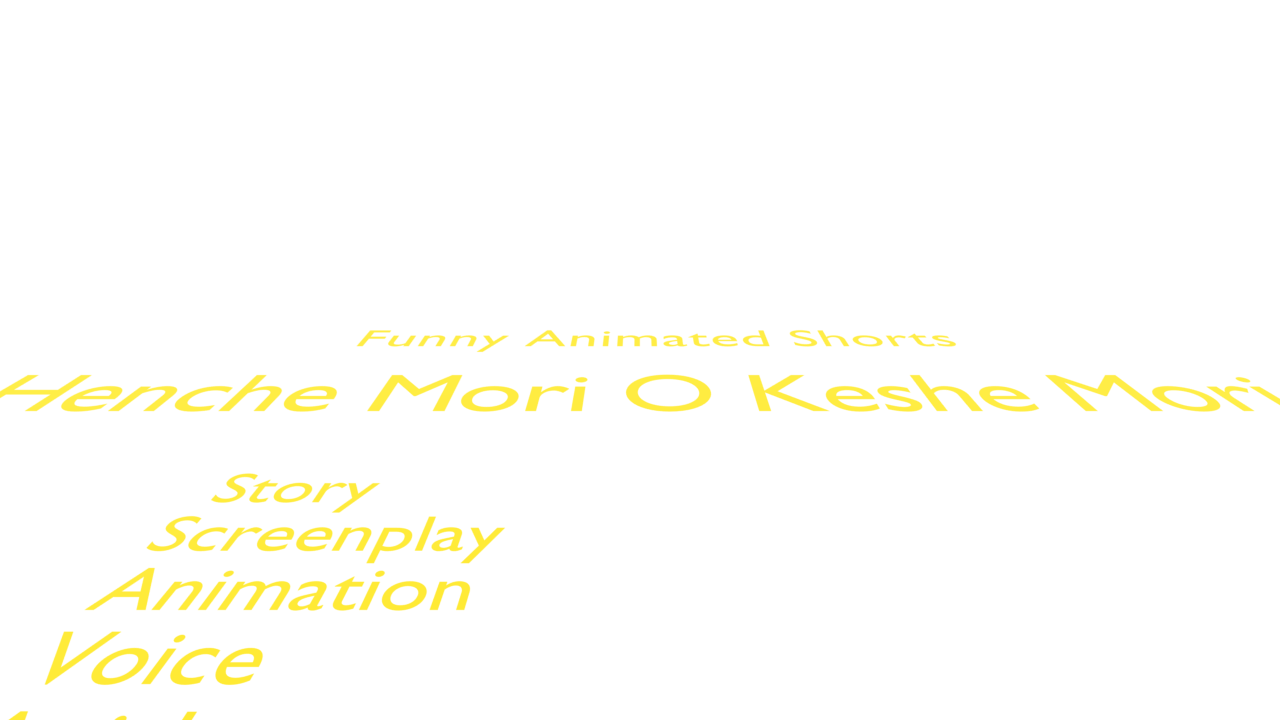 Funny Animated Shorts
Henche Mori O Keshe Mori
Story
Screenplay
Animation
Voice